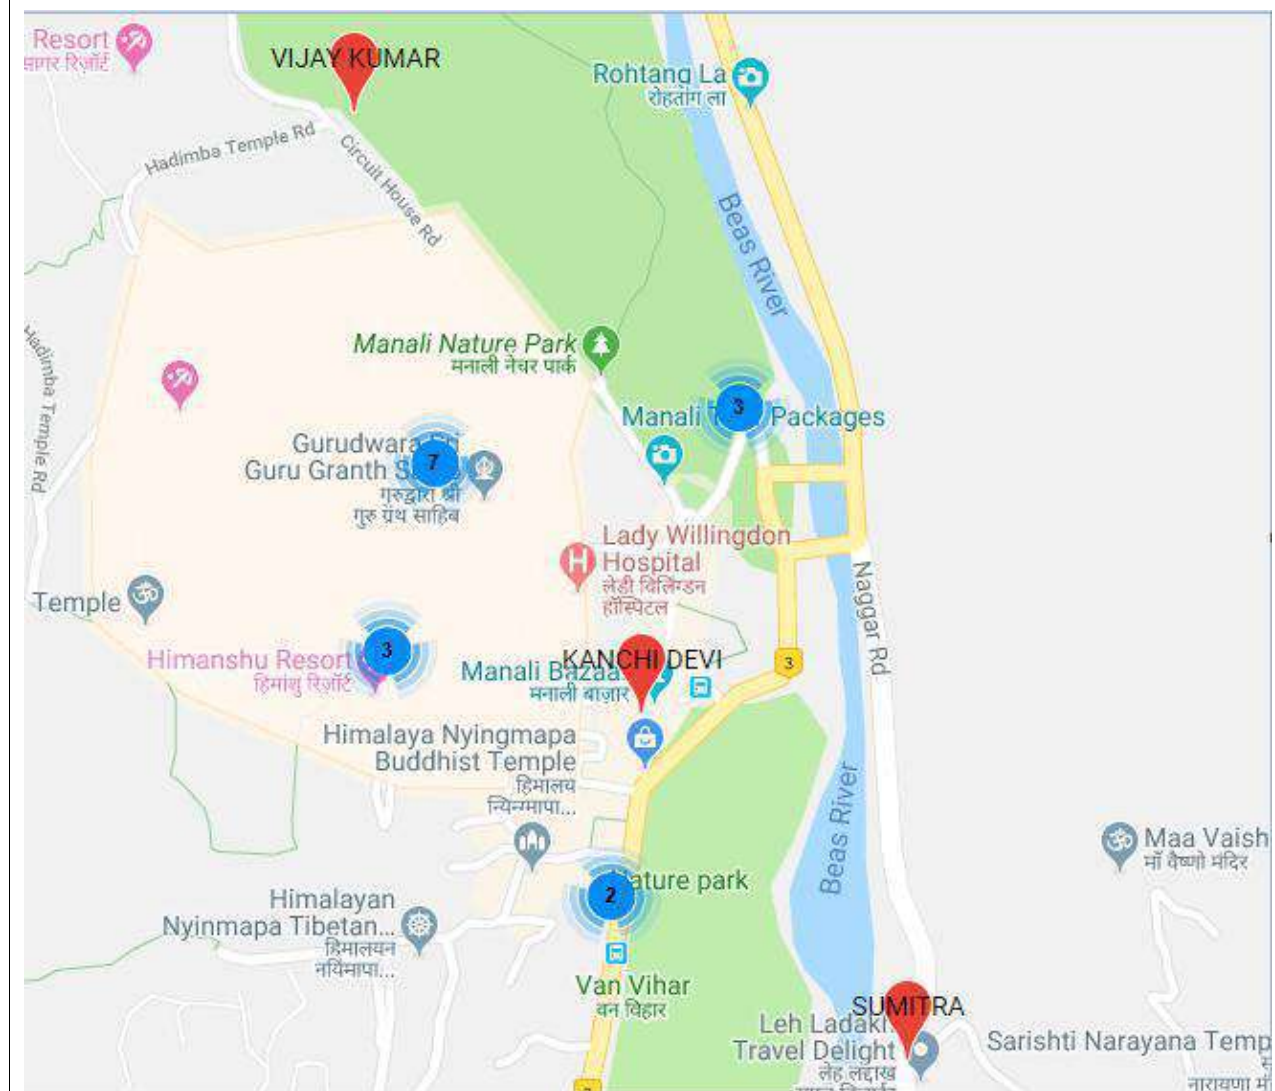 Resort
सागर रिज़ॉर्ट
VIJAY KUMAR
Rohtang La
रोहतांग ला
Hadimba Temple Rd
Circuit House Rd
Beas River
Hadimba Temple Rd
Manali Nature Park
मनाली नेचर पार्क
3
Manali Packages
Gurudwara
7
Guru Granth
गुरुद्वारा श्री
गुरु ग्रंथ साहिब
Lady Willingdon
Hospital
लेडी विलिंग्डन
हॉस्पिटल
Naggar Rd
Temple
3
Himanshu Resort
हिमांशु रिज़ॉर्ट
KANCHI DEVI
Manali Bazaa
मनाली बाज़ार
3
Himalaya Nyingmapa
Buddhist Temple
हिमालय
न्यिन्गमापा...
Beas River
Maa Vaish
माँ वैष्णो मंदिर
2
ature park
Himalayan
Nyinmapa Tibetan...
हिमालयन
नयिंमापा...
Van Vihar
वन विहार
SUMITRA
Leh Ladakh
Travel Delight
लेह लद्दाख
Sarishti Narayana Temp
नारायणा